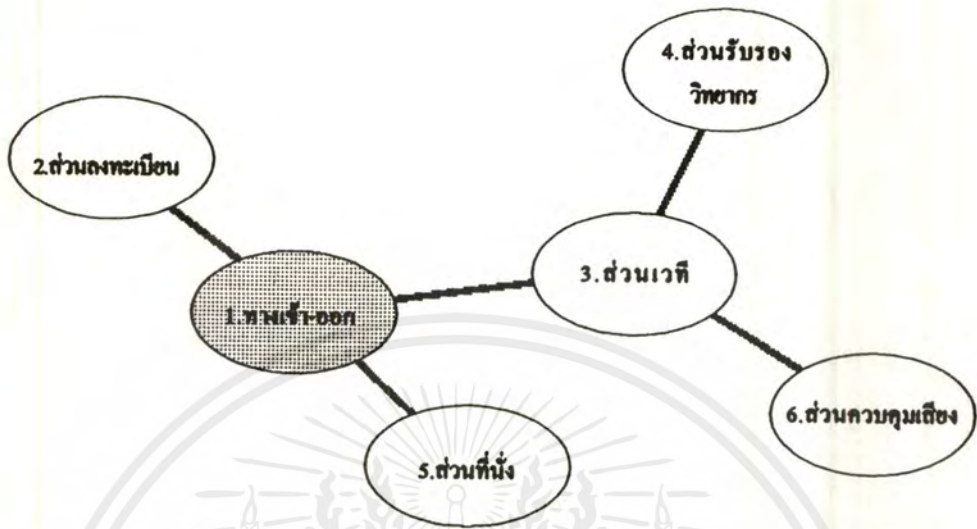 4.ส่วนรับรอง
วิทยากร
2.ส่วนลงทะเบียน
3.ส่วนเวที
1.ทางเข้า-ออก
6.ส่วนควบคุมเสียง
5.ส่วนที่นั่ง